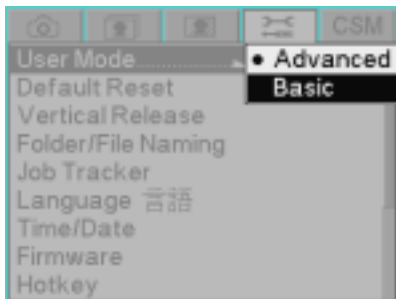 CSM
User Mode........ Advanced
Basic
Default Reset
Vertical Release
Folder/File Naming
Job Tracker
Language 言語
Time/Date
Firmware
Hotkey